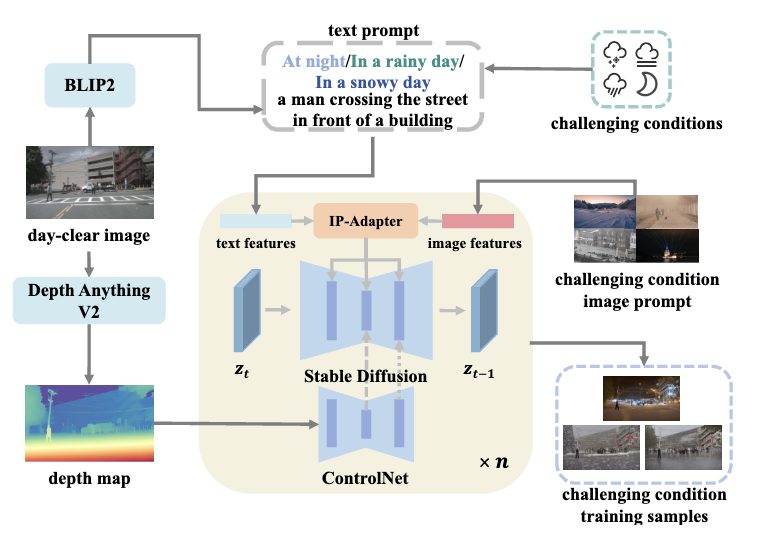 text prompt
At night/In a rainy day/
In a snowy day
a man crossing the street
in front of a building
challenging conditions
BLIP2
day-clear image
Depth Anything
V2
depth map
text features
IP-Adapter
image features
challenging condition
image prompt
z_t
Stable Diffusion
z_{t-1}
ControlNet
× n
challenging condition
training samples